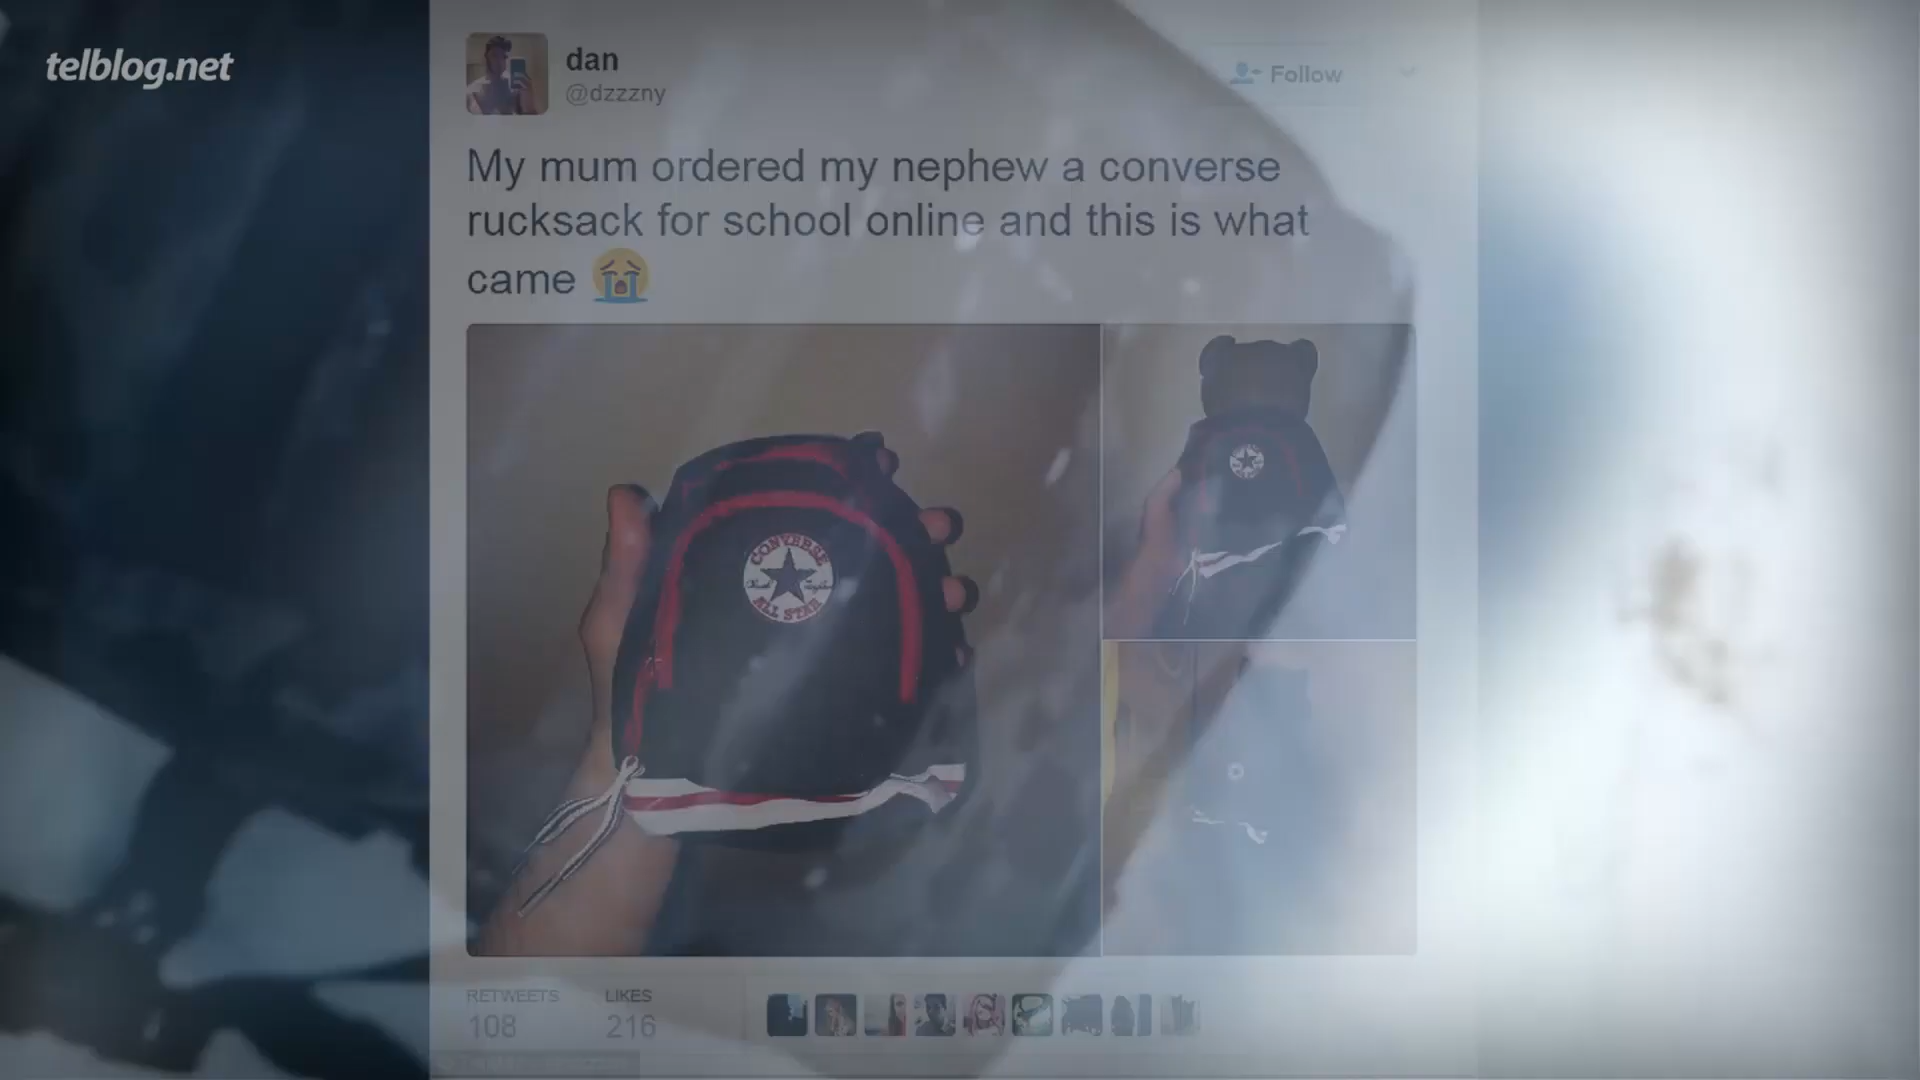 telblog.net
dan
@dzzzny
Follow
My mum ordered my nephew a converse
rucksack for school online and this is what
came 😭
CONVERSE
ALL STAR
RETWEETS
LIKES
108
216